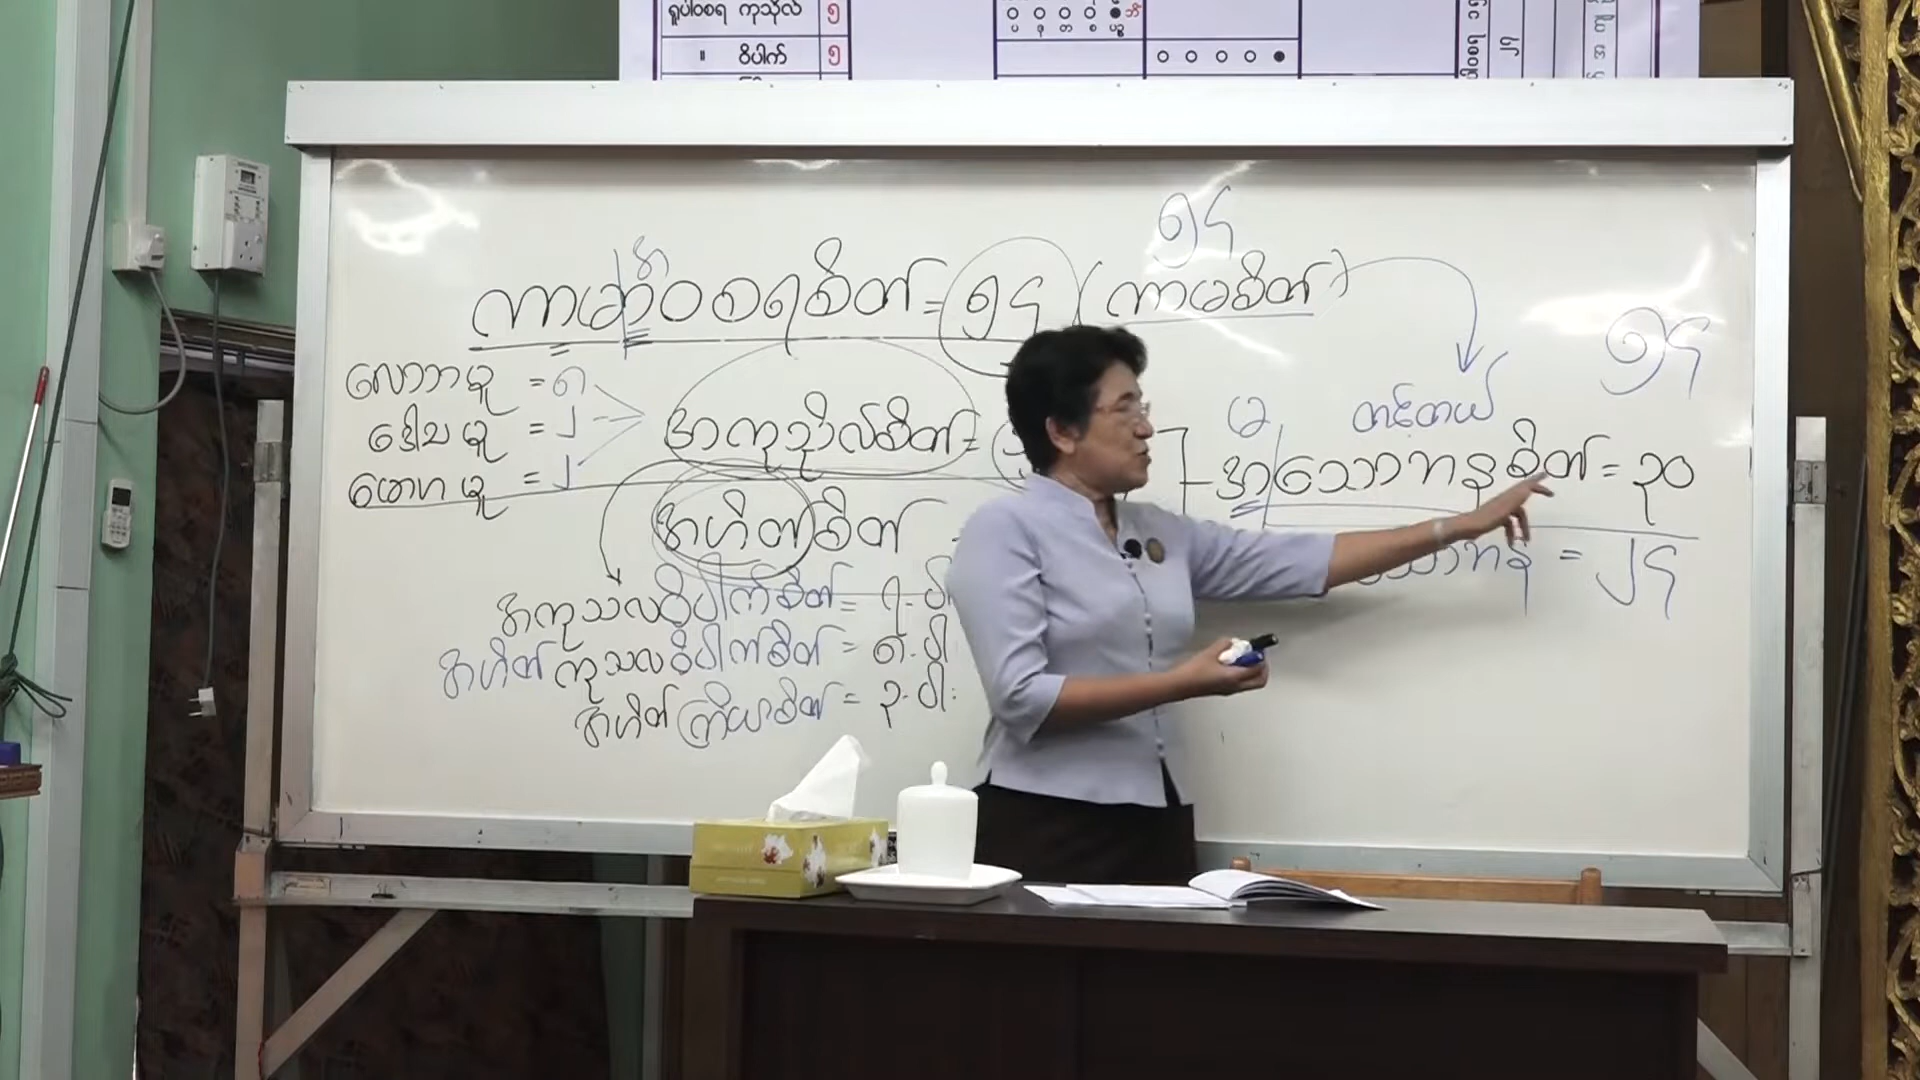 ရူပါဝစရ ကုသိုလ် ၅
" ဝိပါက် ၅
၅၄
ကာမာဝစရစိတ် = ၅၄ (ကာမစိတ်)
၅၄
လောဘမူ = ၈
ဒေါသမူ = ၂
မောဟမူ = ၂
အကုသိုလ်စိတ် =
မ တင့်တယ်
အသောဘနစိတ် = ၃၀
အဟိတ်စိတ်
သောဘန = ၂၄
အကုသလဝိပါက်စိတ် = ၇-ပါ
အဟိတ်ကုသလဝိပါက်စိတ် = ၈-ပါ
အဟိတ်ကြိယာစိတ် = ၃-ပါး